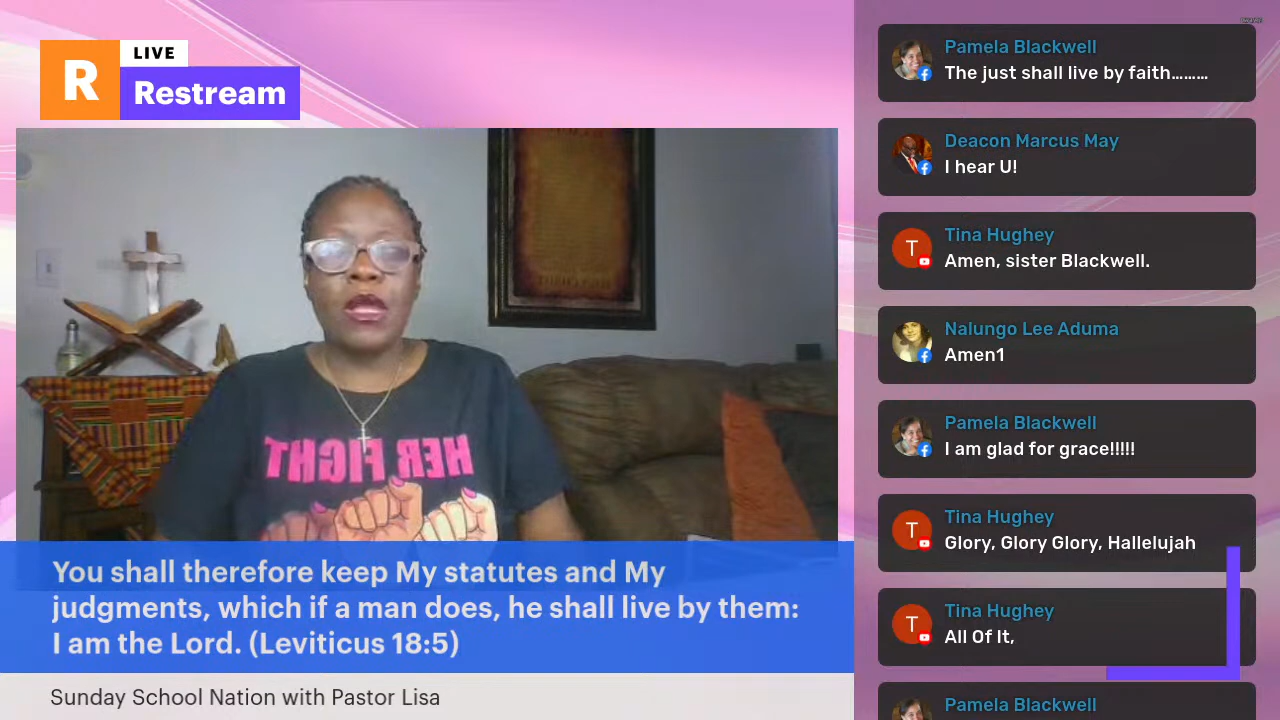 R
LIVE
Restream
HER FIGHT
You shall therefore keep My statutes and My
judgments, which if a man does, he shall live by them:
I am the Lord. (Leviticus 18:5)
Sunday School Nation with Pastor Lisa
Pamela Blackwell
The just shall live by faith.........
Deacon Marcus May
I hear U!
T
Tina Hughey
Amen, sister Blackwell.
Nalungo Lee Aduma
Amen1
Pamela Blackwell
I am glad for grace!!!!!
T
Tina Hughey
Glory, Glory Glory, Hallelujah
T
Tina Hughey
All Of It,
Pamela Blackwell